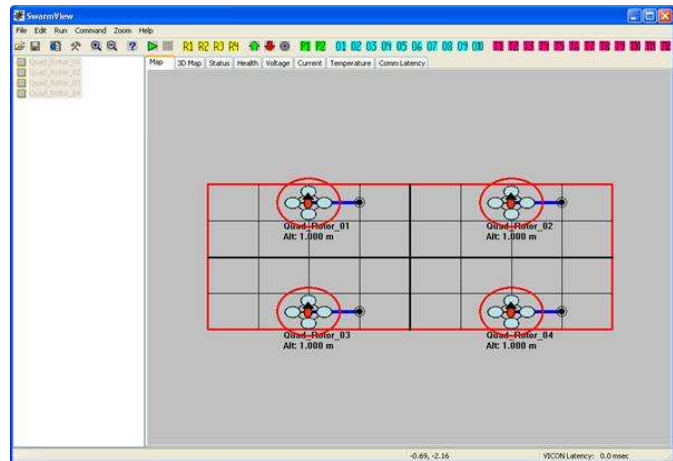 SwarmView
File Edit Run Command Zoom Help
R1 R2 R3 R4 P1 P2 01 02 03 04 05 06 07 08 09 010
Quad_Rotor_01
Quad_Rotor_02
Quad_Rotor_03
Quad_Rotor_04
Map 3D Map Status Health Voltage Current Temperature Comm Latency
Quad_Rotor_01
Alt: 1.000 m
Quad_Rotor_02
Alt: 1.000 m
Quad_Rotor_03
Alt: 1.000 m
Quad_Rotor_04
Alt: 1.000 m
-0.69, -2.16
VICON Latency: 0.0 msec